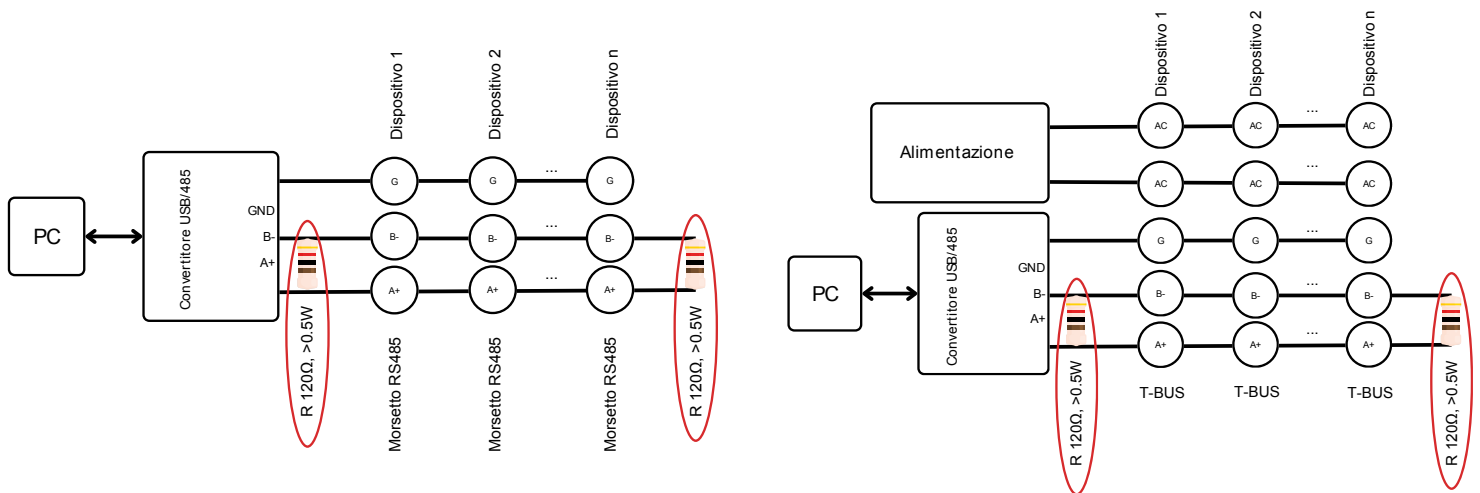 Dispositivo 1
Dispositivo 2
Dispositivo n
PC
Convertitore USB/485
GND
B-
A+
G
G
...
G
B-
B-
...
B-
A+
A+
...
A+
R 120Ω, >0.5W
R 120Ω, >0.5W
Morsetto RS485
Morsetto RS485
Morsetto RS485
Dispositivo 1
Dispositivo 2
Dispositivo n
Alimentazione
AC
AC
...
AC
AC
AC
...
AC
PC
Convertitore USB/485
GND
B-
A+
G
G
...
G
B-
B-
...
B-
A+
A+
...
A+
R 120Ω, >0.5W
R 120Ω, >0.5W
T-BUS
T-BUS
T-BUS